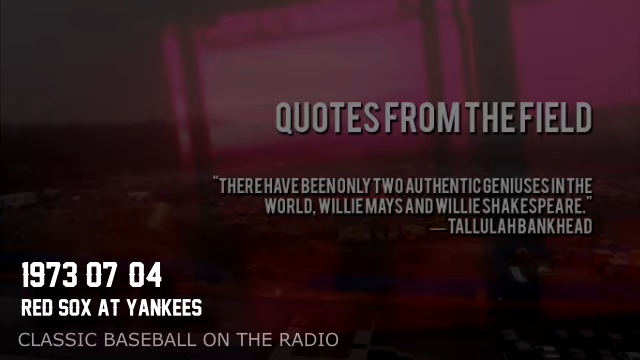 QUOTES FROM THE FIELD
"THERE HAVE BEEN ONLY TWO AUTHENTIC GENIUSES IN THE
WORLD, WILLIE MAYS AND WILLIE SHAKESPEARE."
— TALLULAH BANKHEAD
1973 07 04
RED SOX AT YANKEES
CLASSIC BASEBALL ON THE RADIO